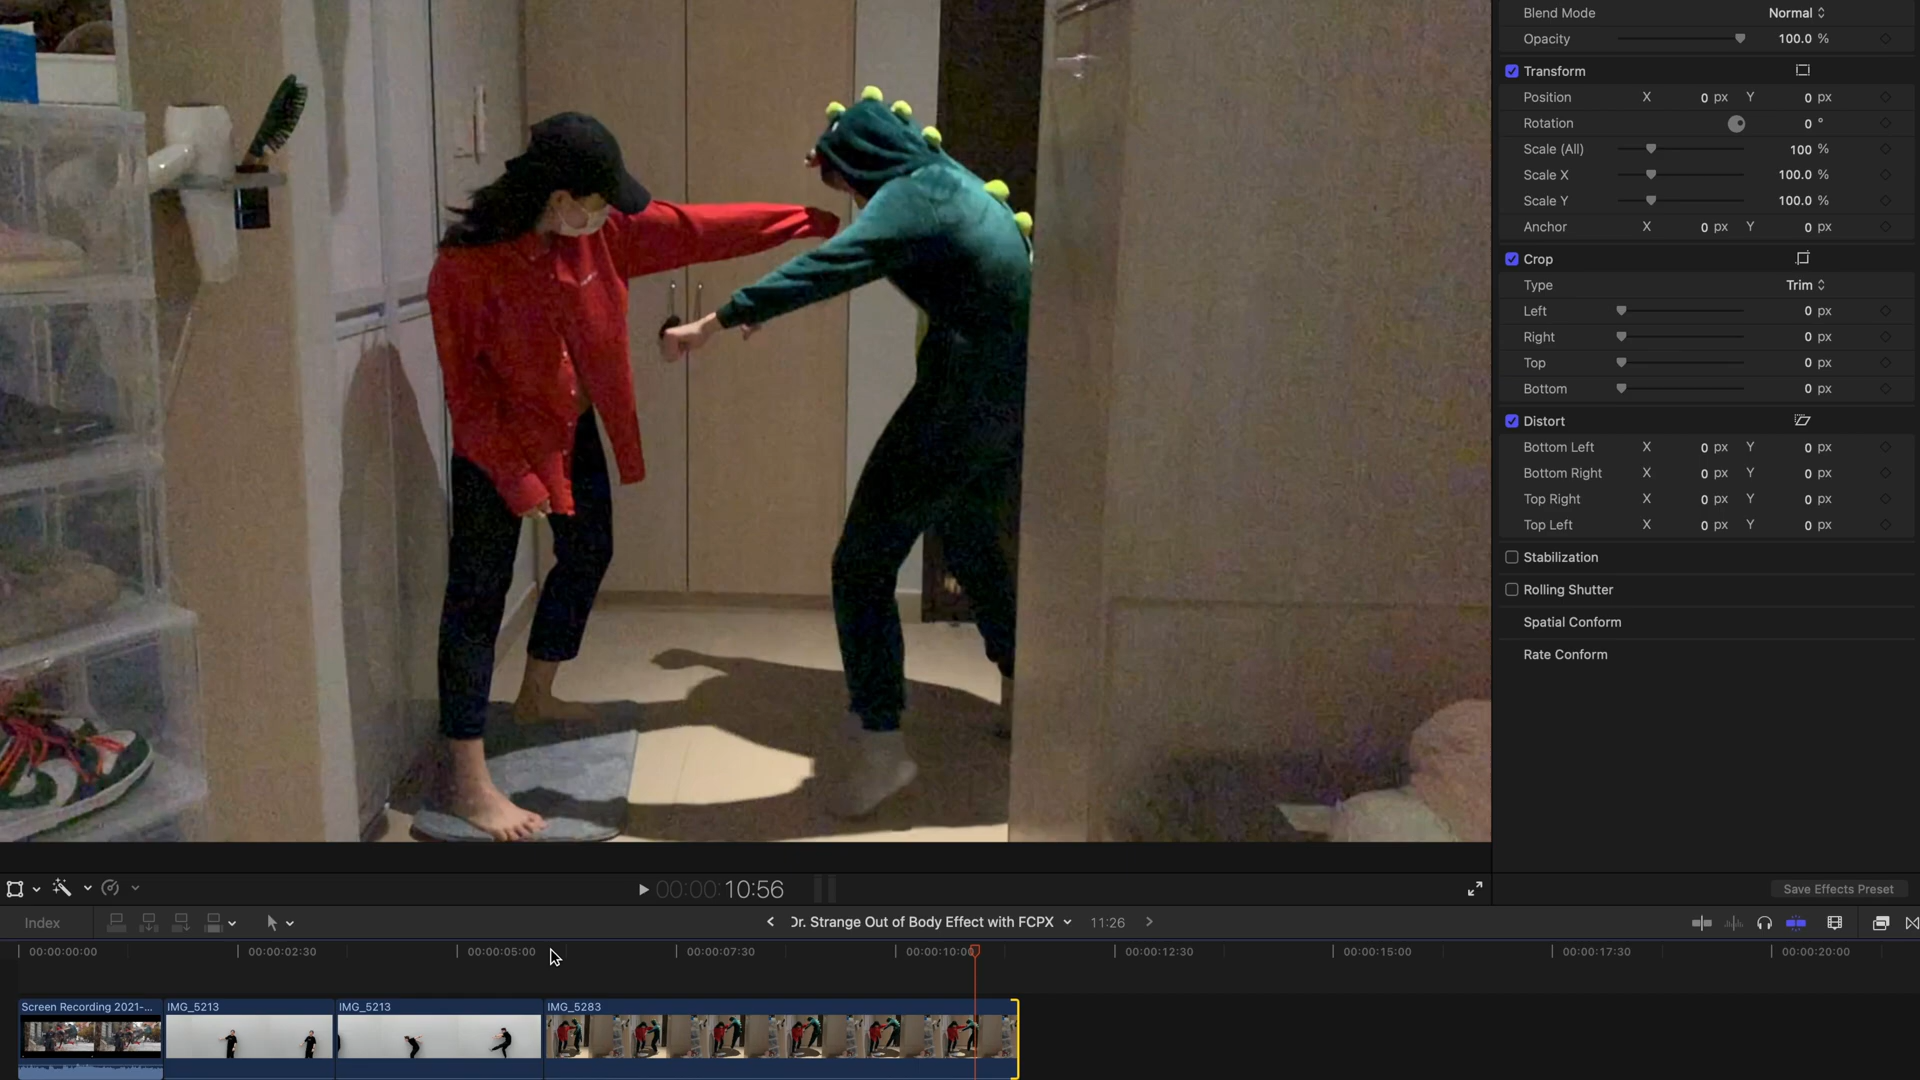 Blend Mode Normal
Opacity 100.0 %
Transform
Position X 0 px Y 0 px
Rotation 0 °
Scale (All) 100 %
Scale X 100.0 %
Scale Y 100.0 %
Anchor X 0 px Y 0 px
Crop
Type Trim
Left 0 px
Right 0 px
Top 0 px
Bottom 0 px
Distort
Bottom Left X 0 px Y 0 px
Bottom Right X 0 px Y 0 px
Top Right X 0 px Y 0 px
Top Left X 0 px Y 0 px
Stabilization
Rolling Shutter
Spatial Conform
Rate Conform
00:00:10:56
Save Effects Preset
Index
Dr. Strange Out of Body Effect with FCPX 11:26
00:00:00:00 00:00:02:30 00:00:05:00 00:00:07:30 00:00:10:00 00:00:12:30 00:00:15:00 00:00:17:30 00:00:20:00
Screen Recording 2021-... IMG_5213 IMG_5213 IMG_5283